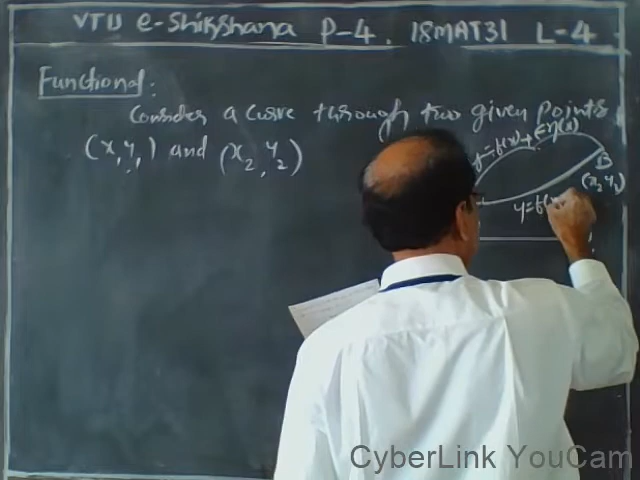 VTU e-Shikshana P-4. 18MAT31 L-4
Functional:
Consider a curve through two given points
(x₁, y₁) and (x₂, y₂)
y = f(x) + εη(x)
B
(x₂, y₂)
y = f(x
CyberLink YouCam